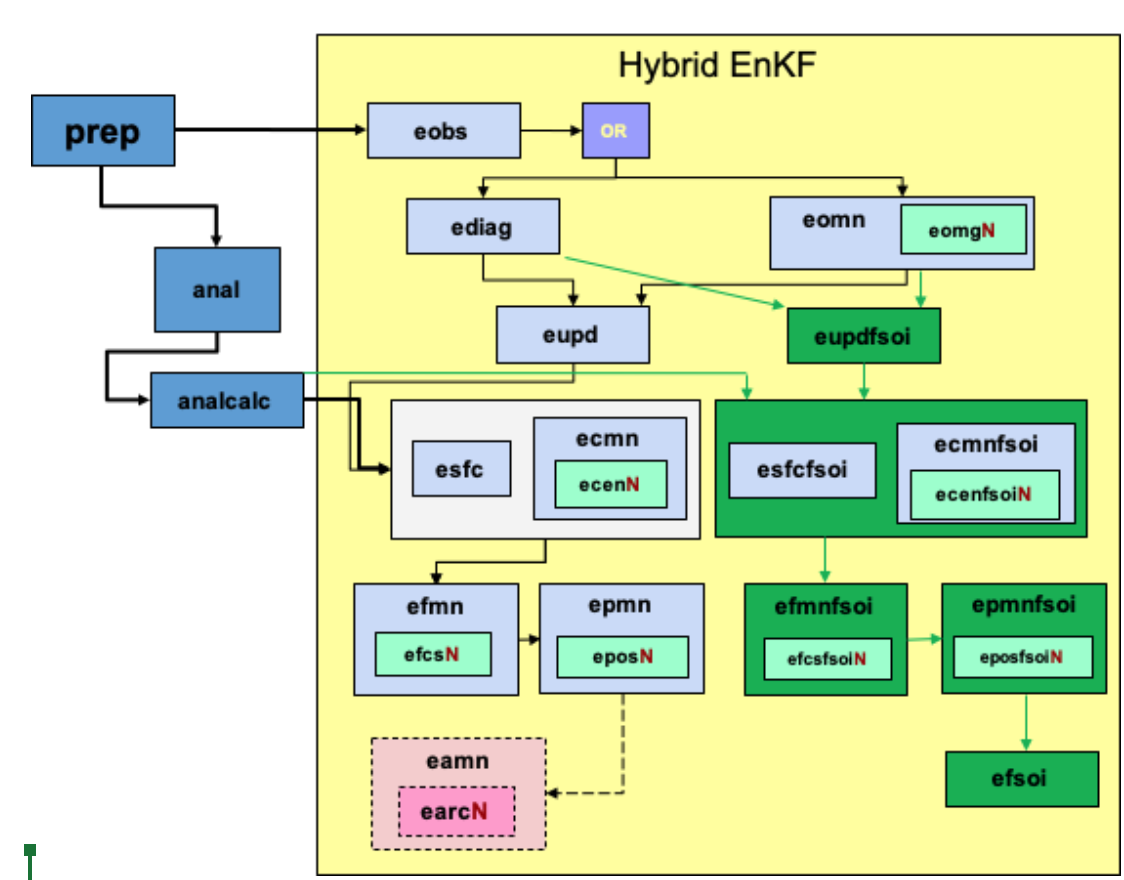 Hybrid EnKF
prep
eobs
OR
ediag
eomn
eomgN
anal
eupd
eupdfsoi
analcalc
esfc
ecmn
ecenN
esfcfsoi
ecmnfsoi
ecenfsoiN
efmn
efcsN
epmn
eposN
efmnfsoi
efcsfsoiN
epmnfsoi
eposfsoiN
eamn
earcN
efsoi